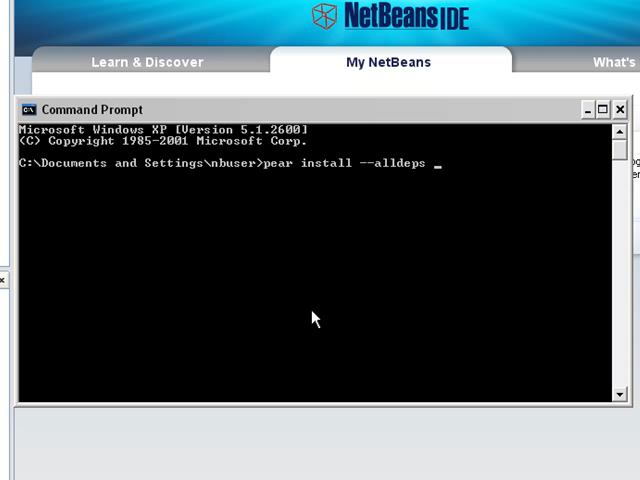 NetBeans IDE
Learn & Discover
My NetBeans
What's
Command Prompt
Microsoft Windows XP [Version 5.1.2600]
(C) Copyright 1985-2001 Microsoft Corp.
C:\Documents and Settings\nbuser>pear install --alldeps _